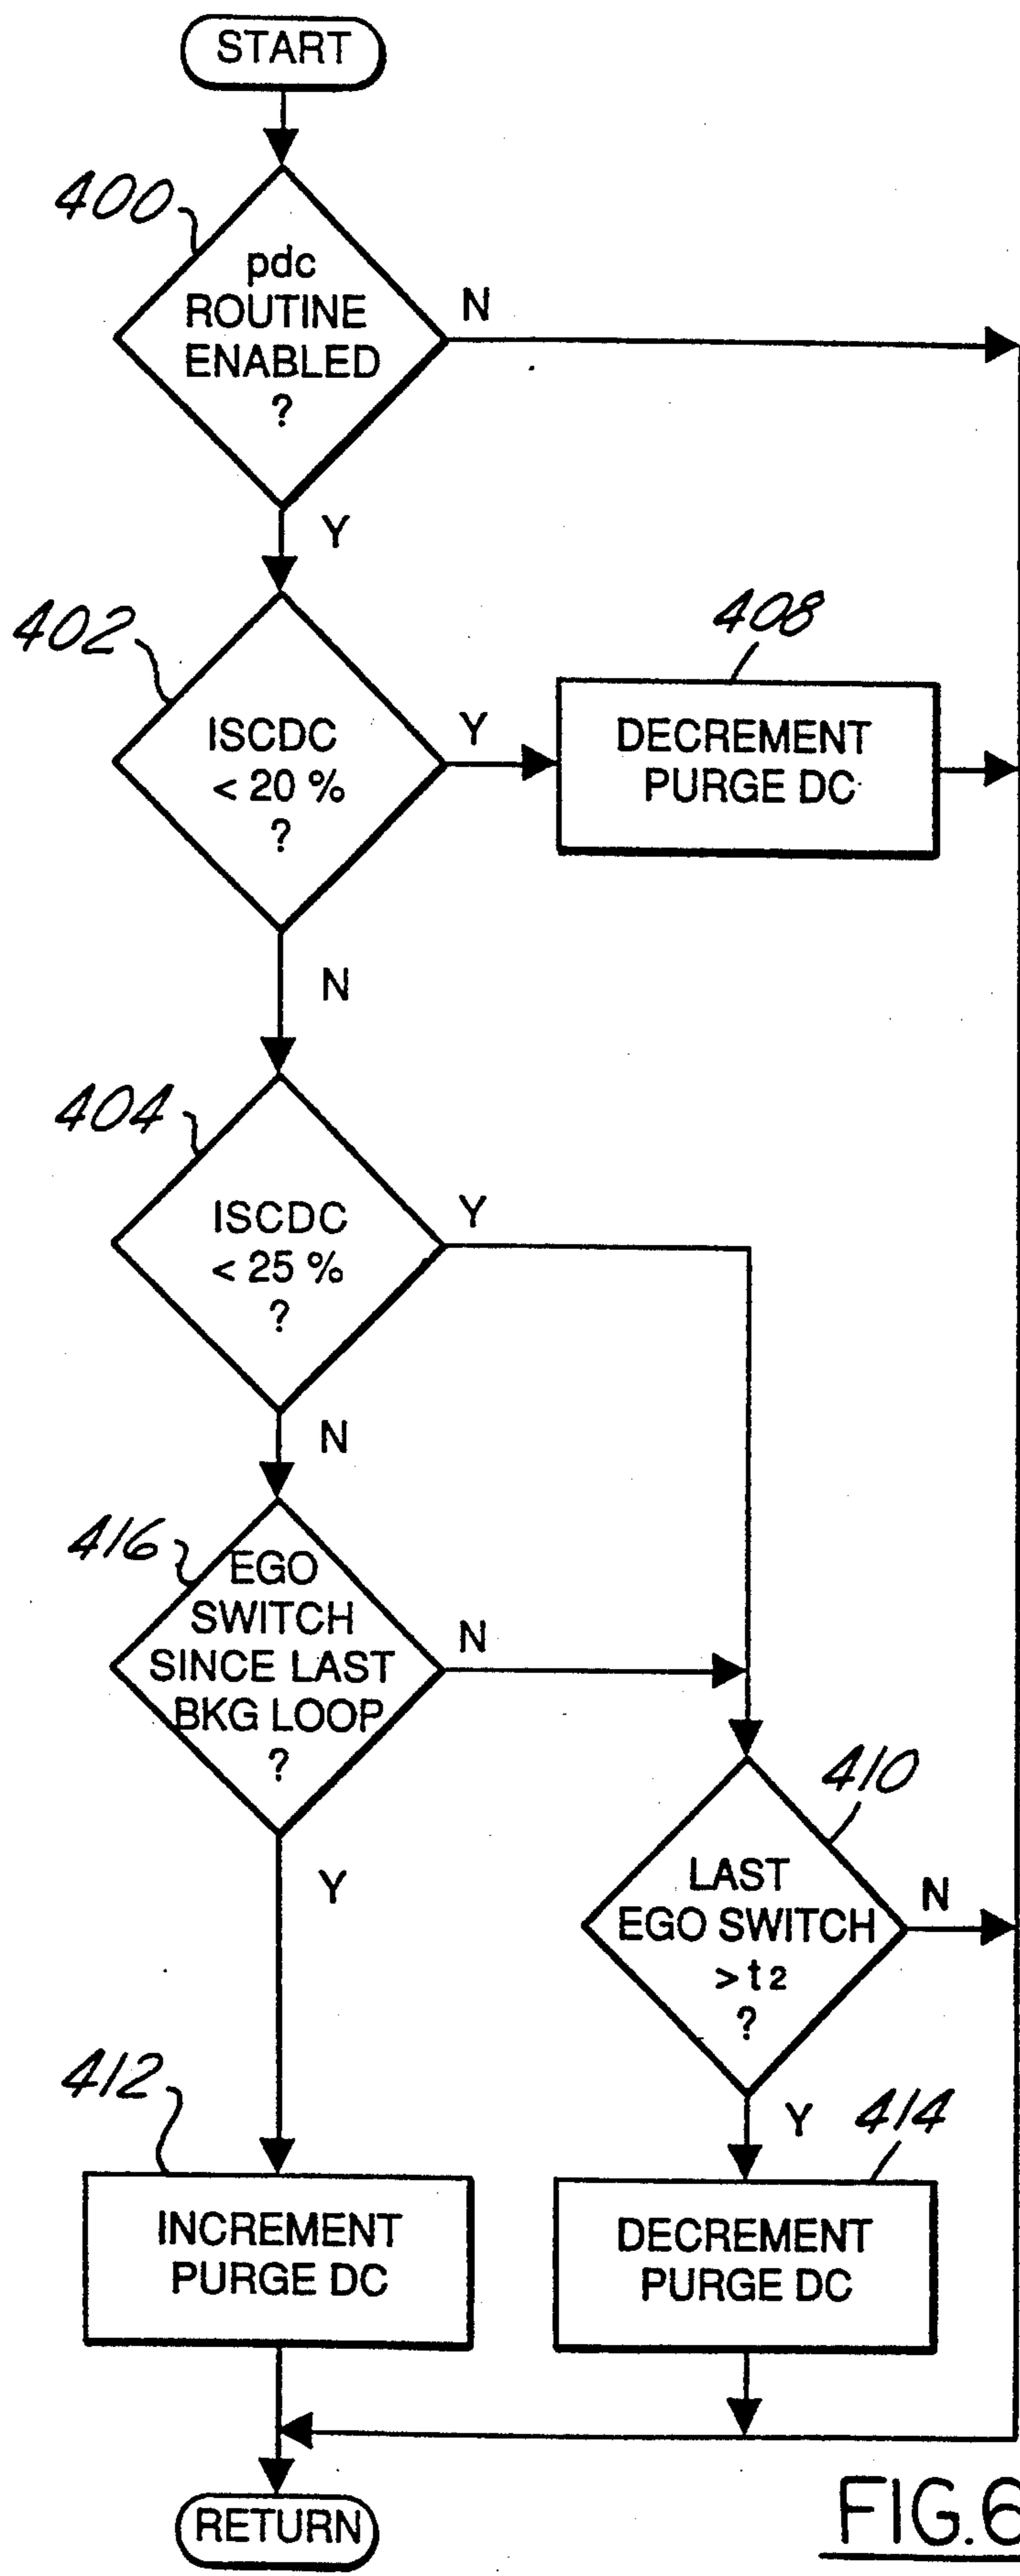 START
400
pdc
ROUTINE
ENABLED
?
N
Y
402
ISCDC
< 20 %
?
Y
408
DECREMENT
PURGE DC
N
404
ISCDC
< 25 %
?
Y
N
416
EGO
SWITCH
SINCE LAST
BKG LOOP
?
N
Y
410
LAST
EGO SWITCH
> t2
?
N
Y
412
INCREMENT
PURGE DC
414
DECREMENT
PURGE DC
RETURN
FIG.6